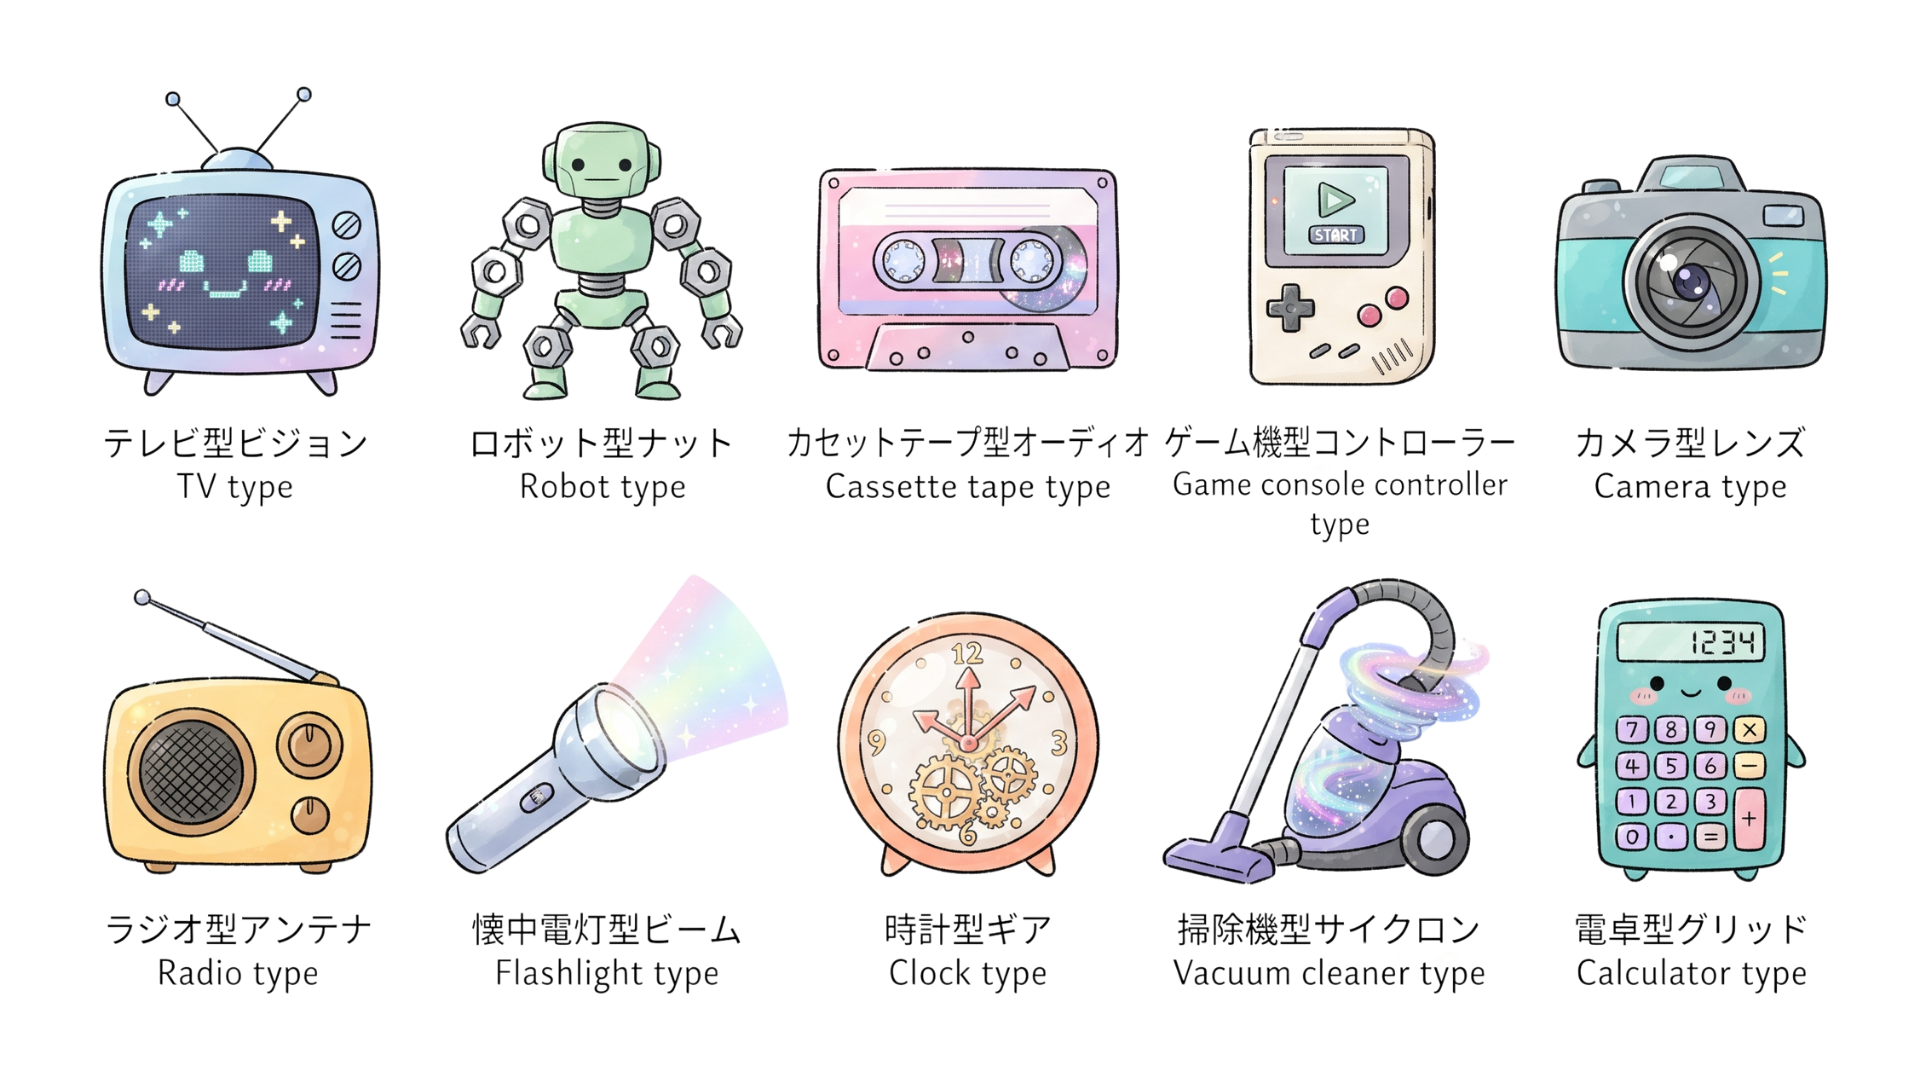 テレビ型ビジョン
TV type
ロボット型ナット
Robot type
カセットテープ型オーディオ
Cassette tape type
START
ゲーム機型コントローラー
Game console controller
type
カメラ型レンズ
Camera type
ラジオ型アンテナ
Radio type
懐中電灯型ビーム
Flashlight type
12
9
3
6
時計型ギア
Clock type
掃除機型サイクロン
Vacuum cleaner type
1234
7 8 9 ×
4 5 6 −
1 2 3
+
0 · =
電卓型グリッド
Calculator type